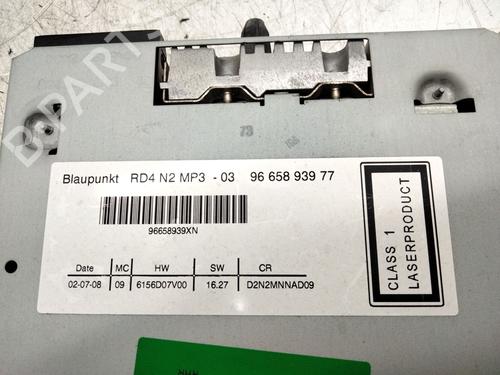 B-PARTS
73
Blaupunkt RD4 N2 MP3 - 03 96 658 939 77
96658939XN
Date MC HW SW CR
02-07-08 09 6156D07V00 16.27 D2N2MNNAD09
CLASS 1
LASERPRODUCT